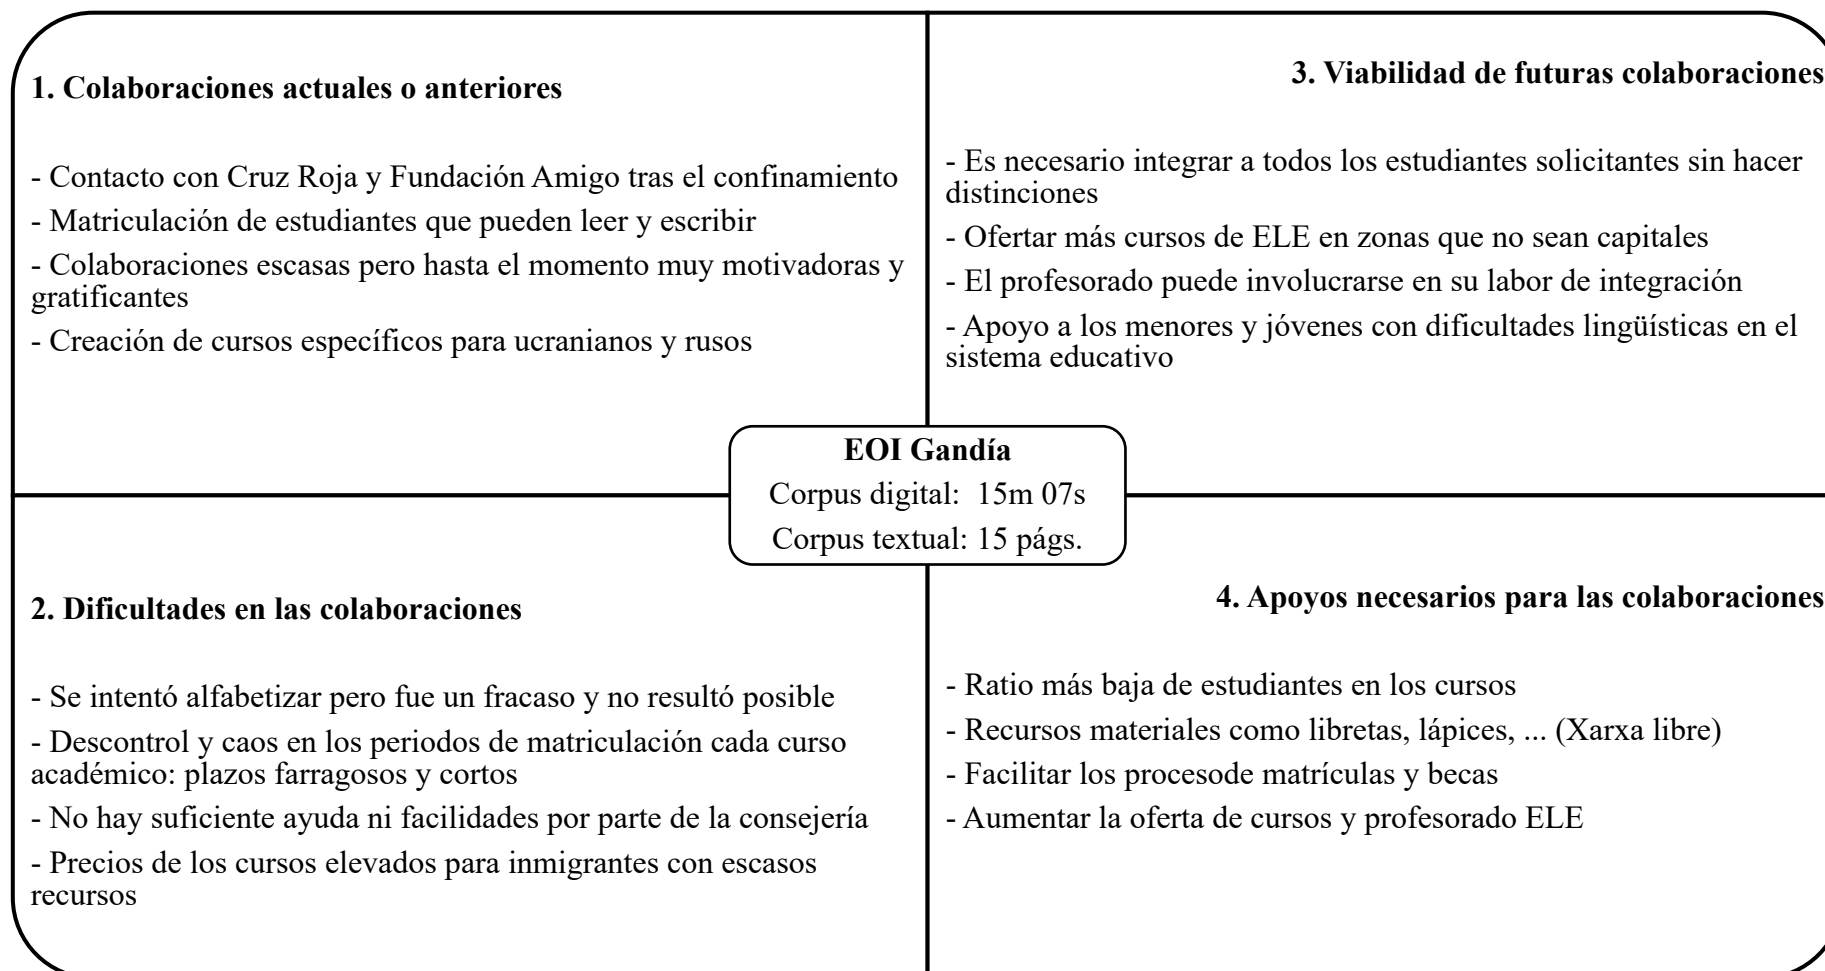 1. Colaboraciones actuales o anteriores
- Contacto con Cruz Roja y Fundación Amigo tras el confinamiento
- Matriculación de estudiantes que pueden leer y escribir
- Colaboraciones escasas pero hasta el momento muy motivadoras y
gratificantes
- Creación de cursos específicos para ucranianos y rusos
3. Viabilidad de futuras colaboraciones
- Es necesario integrar a todos los estudiantes solicitantes sin hacer
distinciones
- Ofertar más cursos de ELE en zonas que no sean capitales
- El profesorado puede involucrarse en su labor de integración
- Apoyo a los menores y jóvenes con dificultades lingüísticas en el
sistema educativo
EOI Gandía
Corpus digital: 15m 07s
Corpus textual: 15 págs.
2. Dificultades en las colaboraciones
- Se intentó alfabetizar pero fue un fracaso y no resultó posible
- Descontrol y caos en los periodos de matriculación cada curso
académico: plazos farragosos y cortos
- No hay suficiente ayuda ni facilidades por parte de la consejería
- Precios de los cursos elevados para inmigrantes con escasos
recursos
4. Apoyos necesarios para las colaboraciones
- Ratio más baja de estudiantes en los cursos
- Recursos materiales como libretas, lápices, ... (Xarxa libre)
- Facilitar los procesode matrículas y becas
- Aumentar la oferta de cursos y profesorado ELE